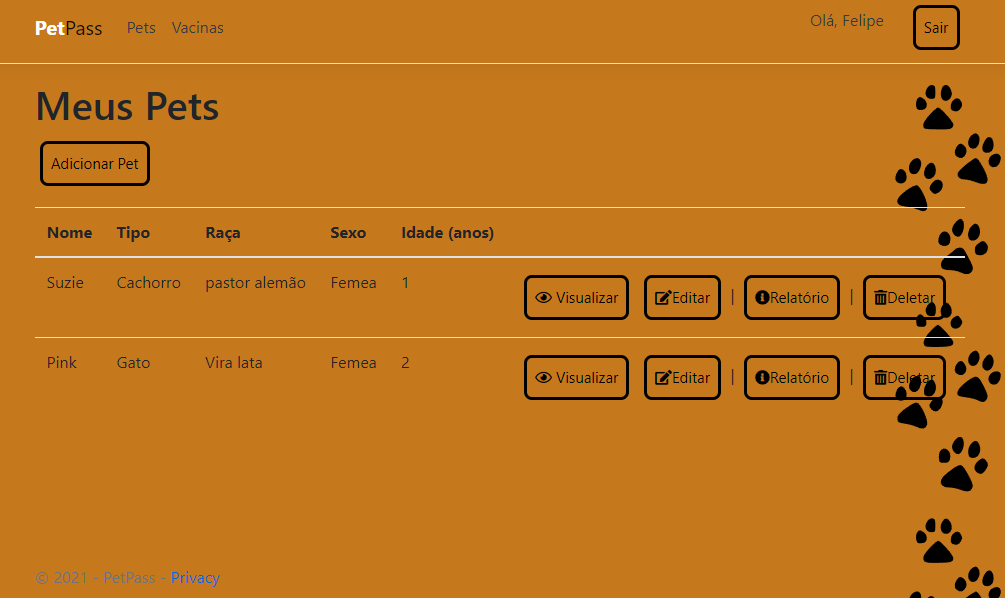 PetPass Pets Vacinas Olá, Felipe Sair
Meus Pets
Adicionar Pet
Nome Tipo Raça Sexo Idade (anos)
Suzie Cachorro pastor alemão Femea 1 Visualizar Editar | Relatório | Deletar
Pink Gato Vira lata Femea 2 Visualizar Editar | Relatório | Deletar
© 2021 - PetPass - Privacy